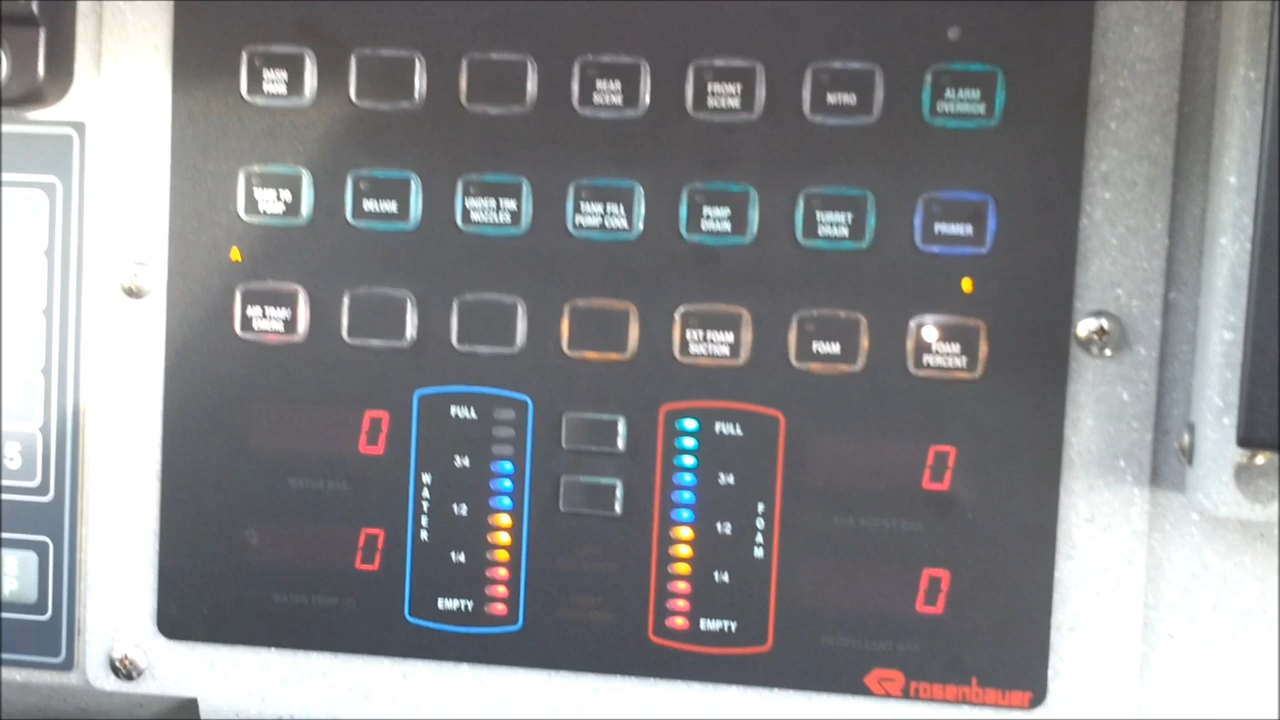 DASH
REAR
SCENE
FRONT
SCENE
NITRO
ALARM
OVERRIDE
TANK TO
PUMP
DELUGE
UNDER TRK
NOZZLES
TANK FILL
PUMP COOL
PUMP
DRAIN
TURRET
DRAIN
PRIMER
A
6
EXT FOAM
SUCTION
FOAM
FOAM
PERCENT
0
0
FULL
3/4
1/2
1/4
EMPTY
WATER
FULL
3/4
1/2
1/4
EMPTY
FOAM
0
0
5
rosenbauer